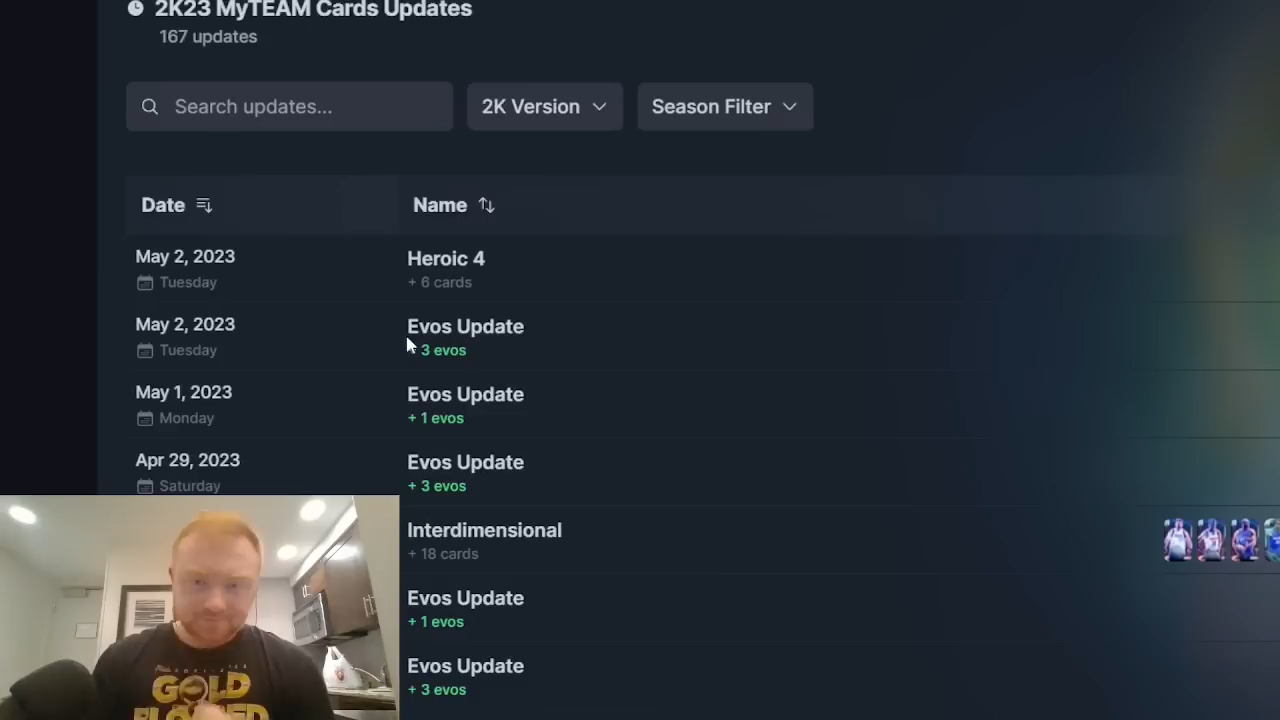 2K23 MyTEAM Cards Updates
167 updates
Search updates...
2K Version
Season Filter
Date
Name
May 2, 2023
Heroic 4
Tuesday
+ 6 cards
May 2, 2023
Evos Update
Tuesday
+ 3 evos
May 1, 2023
Evos Update
Monday
+ 1 evos
Apr 29, 2023
Evos Update
Saturday
+ 3 evos
Interdimensional
+ 18 cards
Evos Update
+ 1 evos
Evos Update
+ 3 evos
GOLD
BLOODED